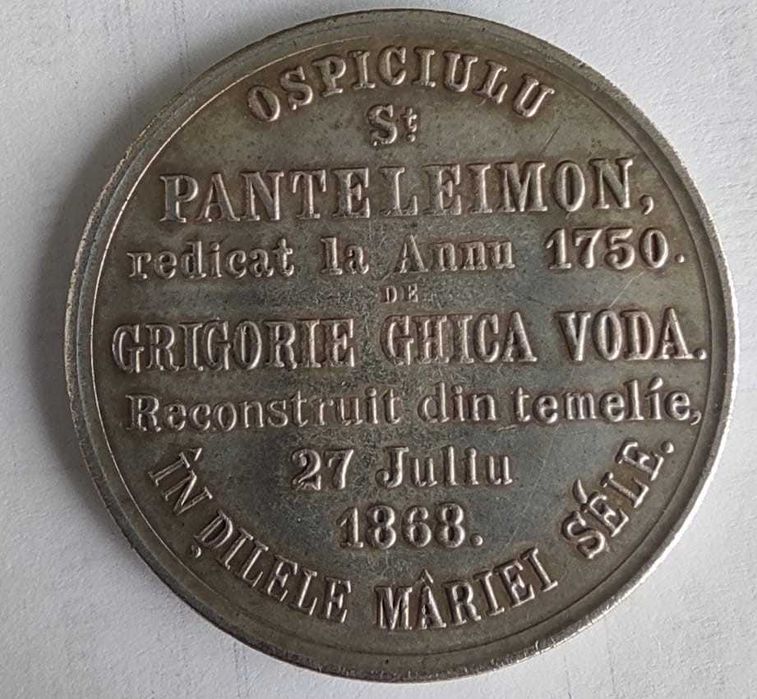 OSPICIULU
St.
PANTELEIMON,
redicat la Annu 1750.
DE
GRIGORIE GHICA VODA.
Reconstruit din temelíe,
27 Juliu
1868.
ÎN ḐILELE MÂRIEI SÉLE.